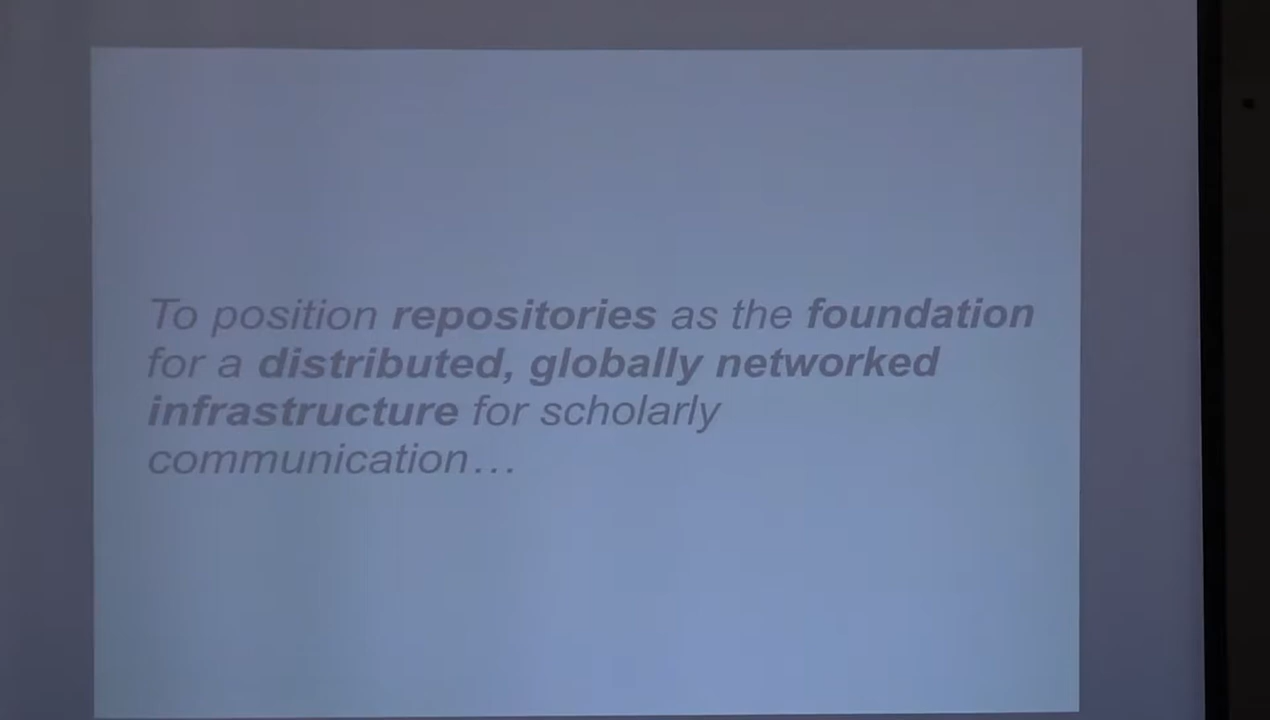 To position repositories as the foundation
for a distributed, globally networked
infrastructure for scholarly
communication…